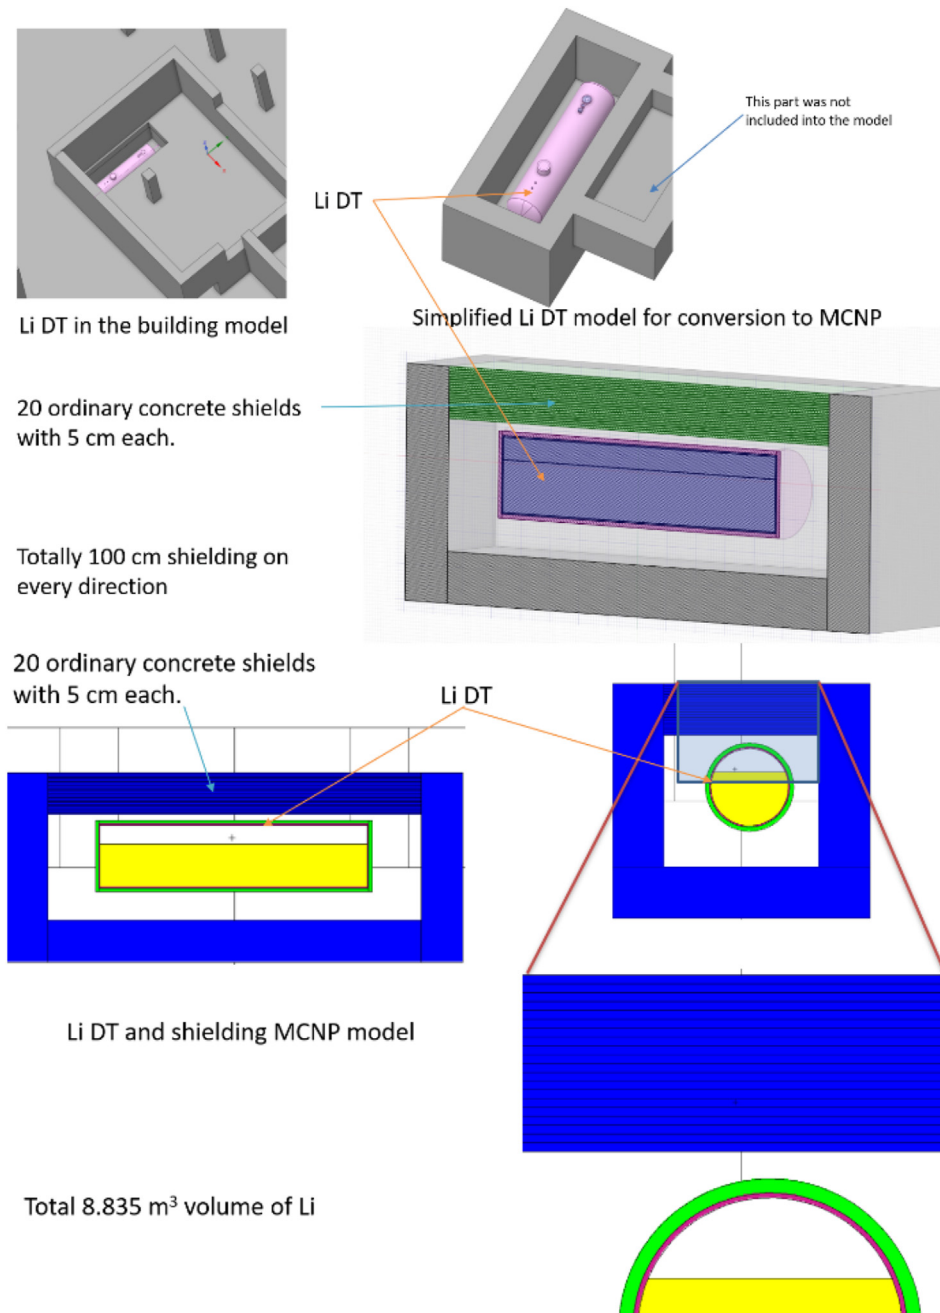 This part was not
included into the model
Li DT
Li DT in the building model
Simplified Li DT model for conversion to MCNP
20 ordinary concrete shields
with 5 cm each.
Totally 100 cm shielding on
every direction
20 ordinary concrete shields
with 5 cm each.
Li DT
Li DT and shielding MCNP model
Total 8.835 m³ volume of Li